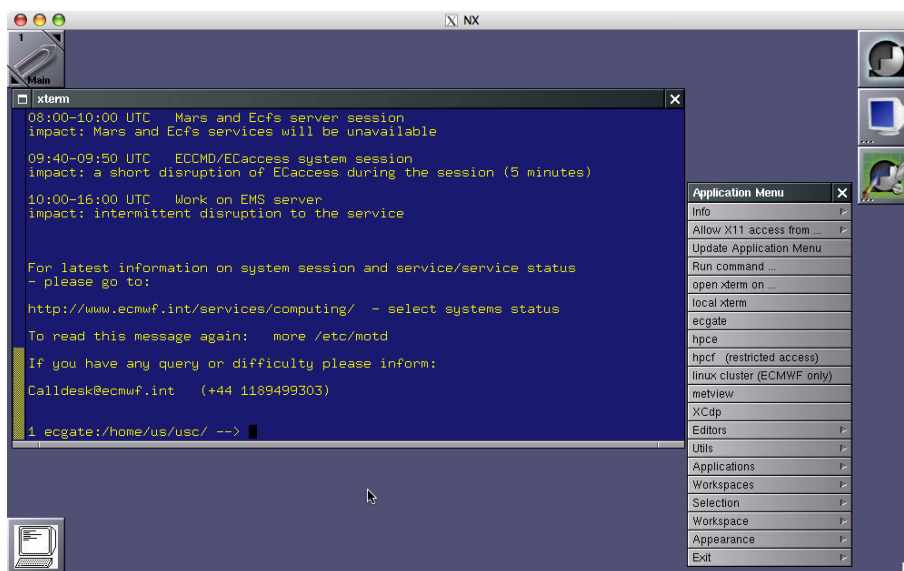 NX
1
Main
xterm
08:00-10:00 UTC   Mars and Ecfs server session
impact: Mars and Ecfs services will be unavailable
09:40-09:50 UTC   ECCMD/ECaccess system session
impact: a short disruption of ECaccess during the session (5 minutes)
10:00-16:00 UTC   Work on EMS server
impact: intermittent disruption to the service
For latest information on system session and service/service status
- please go to:
http://www.ecmwf.int/services/computing/  - select systems status
To read this message again:   more /etc/motd
If you have any query or difficulty please inform:
Calldesk@ecmwf.int   (+44 1189499303)
1 ecgate:/home/us/usc/ -->
Application Menu
Info
Allow X11 access from ...
Update Application Menu
Run command ...
open xterm on ...
local xterm
ecgate
hpce
hpcf  (restricted access)
linux cluster (ECMWF only)
metview
XCdp
Editors
Utils
Applications
Workspaces
Selection
Workspace
Appearance
Exit